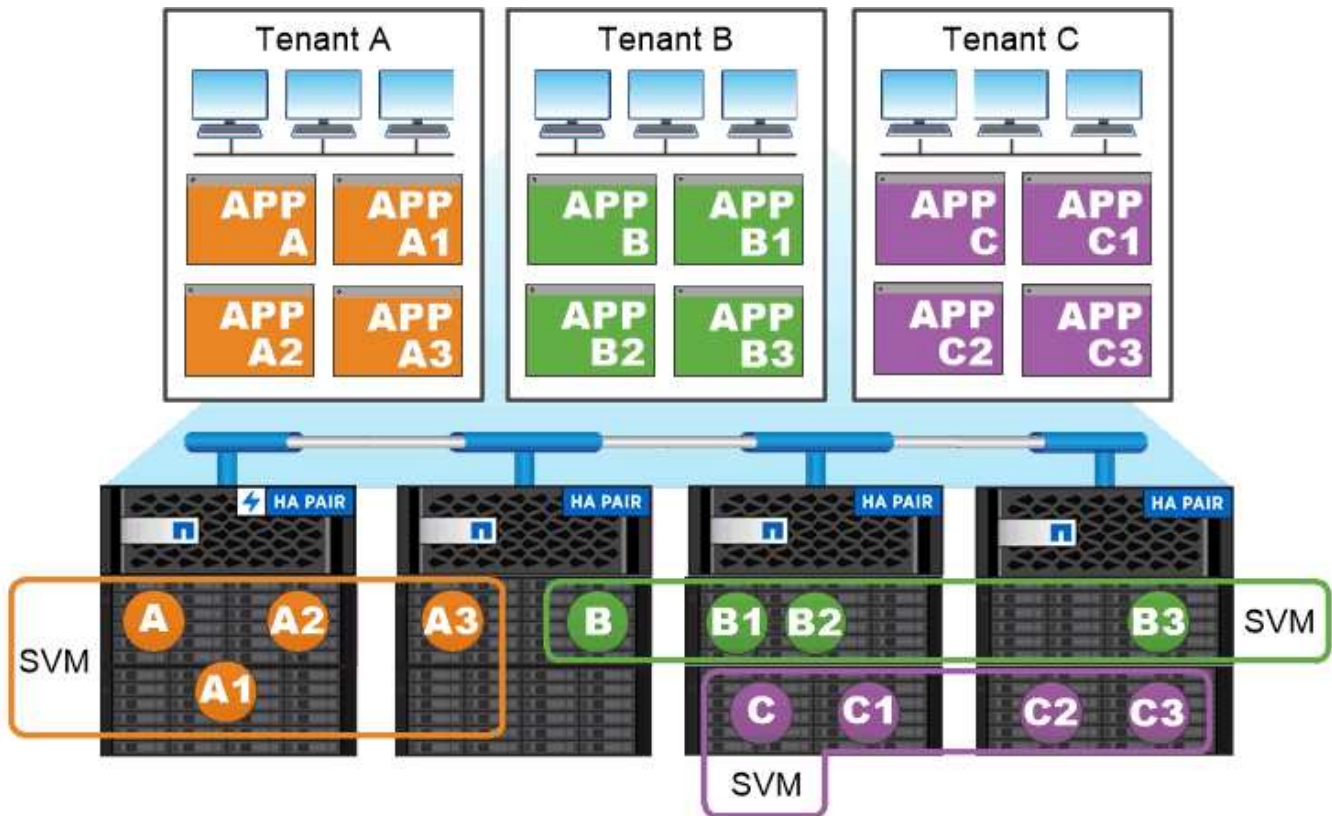 Tenant A
Tenant B
Tenant C
APP
A
APP
A1
APP
B
APP
B1
APP
C
APP
C1
APP
A2
APP
A3
APP
B2
APP
B3
APP
C2
APP
C3
HA PAIR
HA PAIR
HA PAIR
HA PAIR
SVM
A
A2
A1
A3
B
B1
B2
B3
SVM
C
C1
C2
C3
SVM